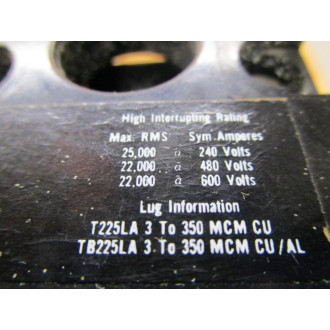 High Interrupting Rating
Max. RMS Sym. Amperes
25,000 à 240 Volts
22,000 à 480 Volts
22,000 à 600 Volts
Lug Information
T225LA 3 To 350 MCM CU
TB225LA 3 To 350 MCM CU/AL